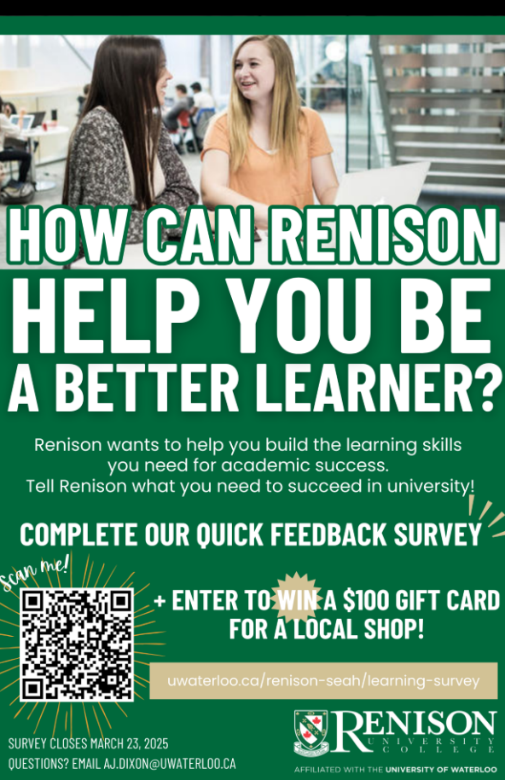 HOW CAN RENISON
HELP YOU BE
A BETTER LEARNER?
Renison wants to help you build the learning skills
you need for academic success.
Tell Renison what you need to succeed in university!
COMPLETE OUR QUICK FEEDBACK SURVEY
Scan me!
+ ENTER TO WIN A $100 GIFT CARD
FOR A LOCAL SHOP!
uwaterloo.ca/renison-seah/learning-survey
RENISON
UNIVERSITY
COLLEGE
AFFILIATED WITH THE UNIVERSITY OF WATERLOO
SURVEY CLOSES MARCH 23, 2025
QUESTIONS? EMAIL AJ.DIXON@UWATERLOO.CA